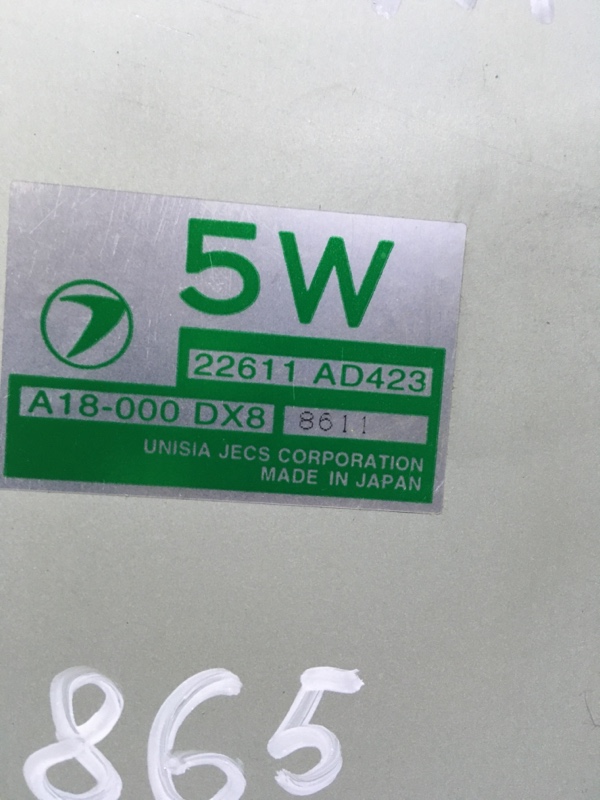 5W
22611 AD423
A18-000 DX8 8611
UNISIA JECS CORPORATION
MADE IN JAPAN
865